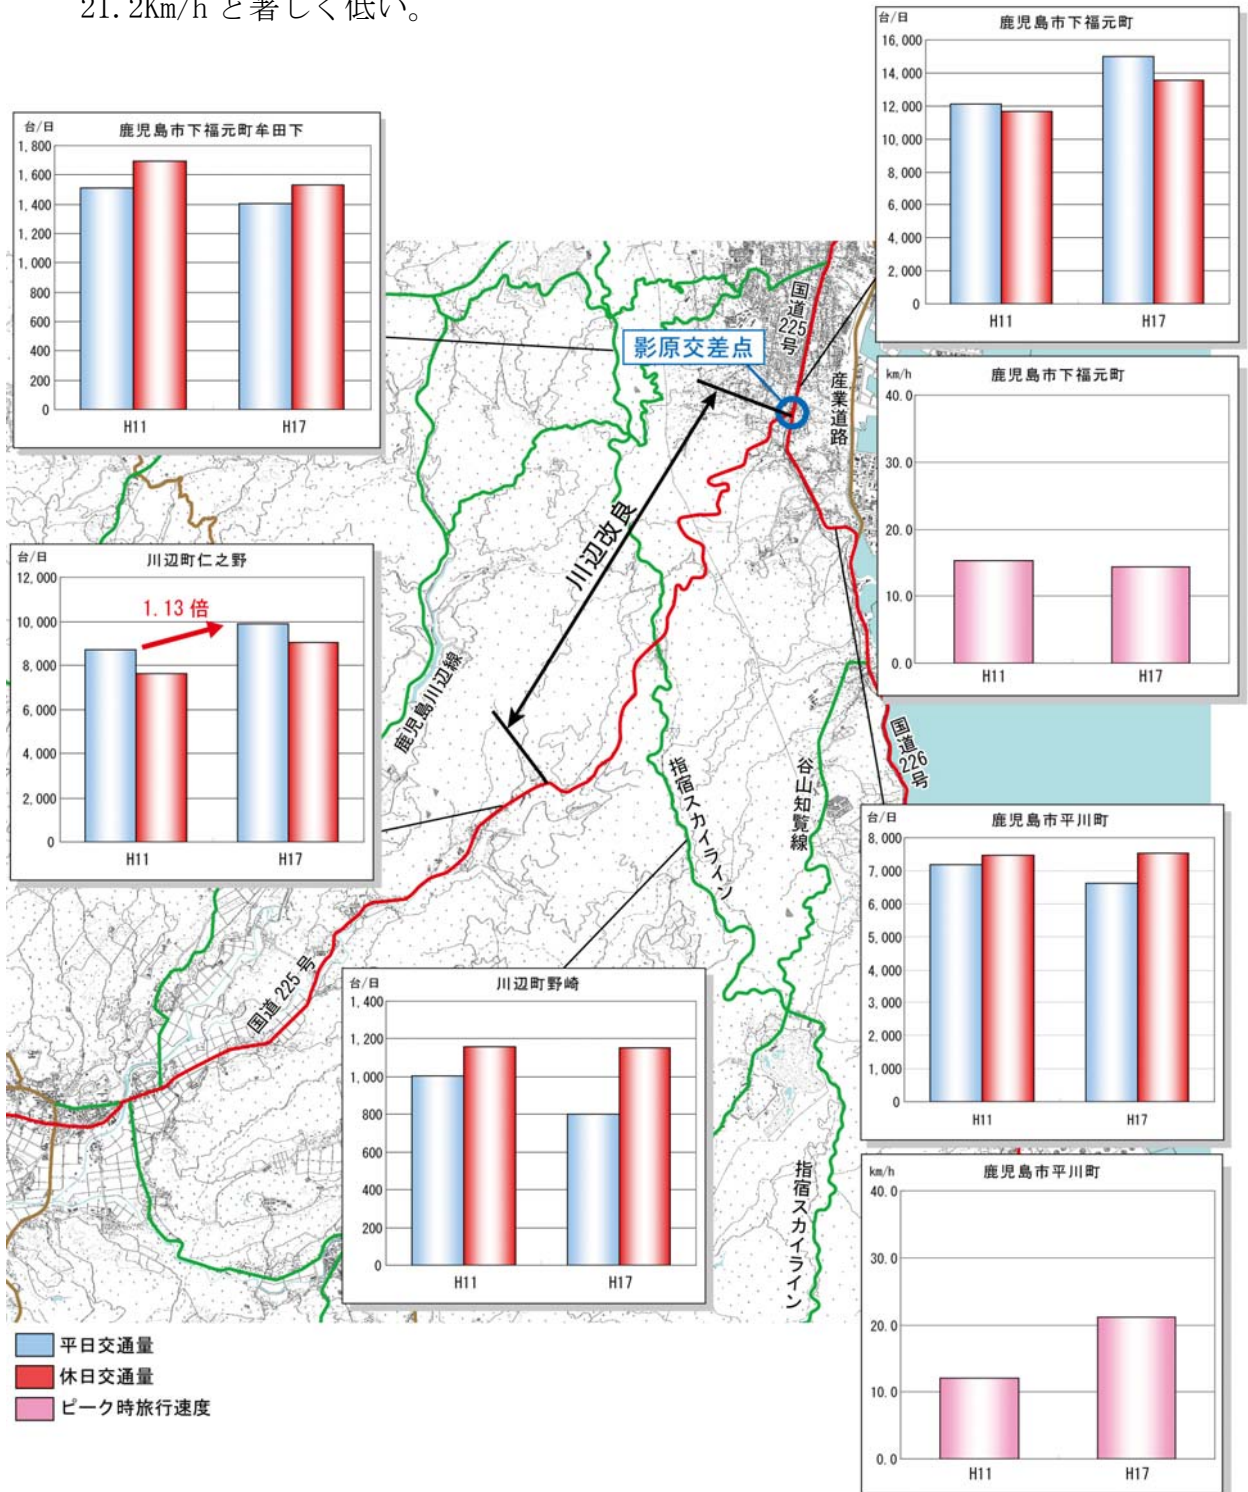 21.2Km/h と著しく低い。
台/日
鹿児島市下福元町
16,000
14,000
12,000
10,000
8,000
6,000
4,000
2,000
0
H11
H17
台/日
鹿児島市下福元町牟田下
1,800
1,600
1,400
1,200
1,000
800
600
400
200
0
H11
H17
国道225号
影原交差点
産業道路
km/h
鹿児島市下福元町
40.0
30.0
20.0
10.0
0.0
H11
H17
川辺改良
台/日
川辺町仁之野
12,000
10,000
8,000
6,000
4,000
2,000
0
1.13 倍
H11
H17
鹿児島川辺線
指宿スカイライン
谷山知覧線
国道226号
台/日
鹿児島市平川町
8,000
7,000
6,000
5,000
4,000
3,000
2,000
1,000
0
H11
H17
国道 225 号
台/日
川辺町野崎
1,400
1,200
1,000
800
600
400
200
0
H11
H17
指宿スカイライン
km/h
鹿児島市平川町
40.0
30.0
20.0
10.0
0.0
H11
H17
平日交通量
休日交通量
ピーク時旅行速度